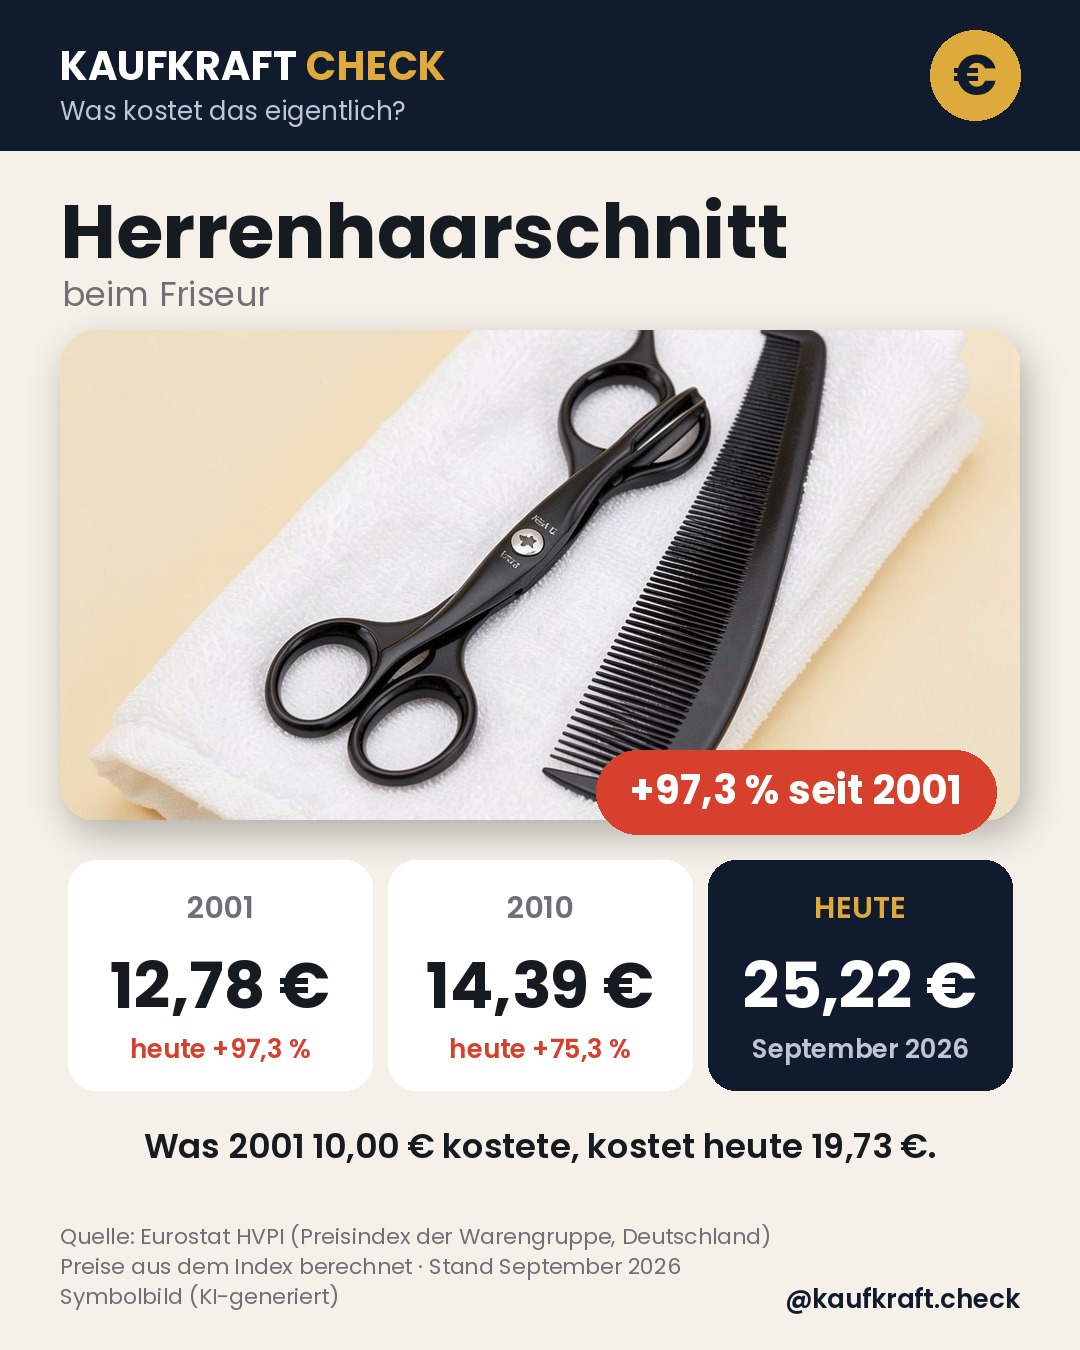 KAUFKRAFT CHECK
Was kostet das eigentlich?
€
Herrenhaarschnitt
beim Friseur
+97,3 % seit 2001
2001
12,78 €
heute +97,3 %
2010
14,39 €
heute +75,3 %
HEUTE
25,22 €
September 2026
Was 2001 10,00 € kostete, kostet heute 19,73 €.
Quelle: Eurostat HVPI (Preisindex der Warengruppe, Deutschland)
Preise aus dem Index berechnet · Stand September 2026
Symbolbild (KI-generiert)
@kaufkraft.check